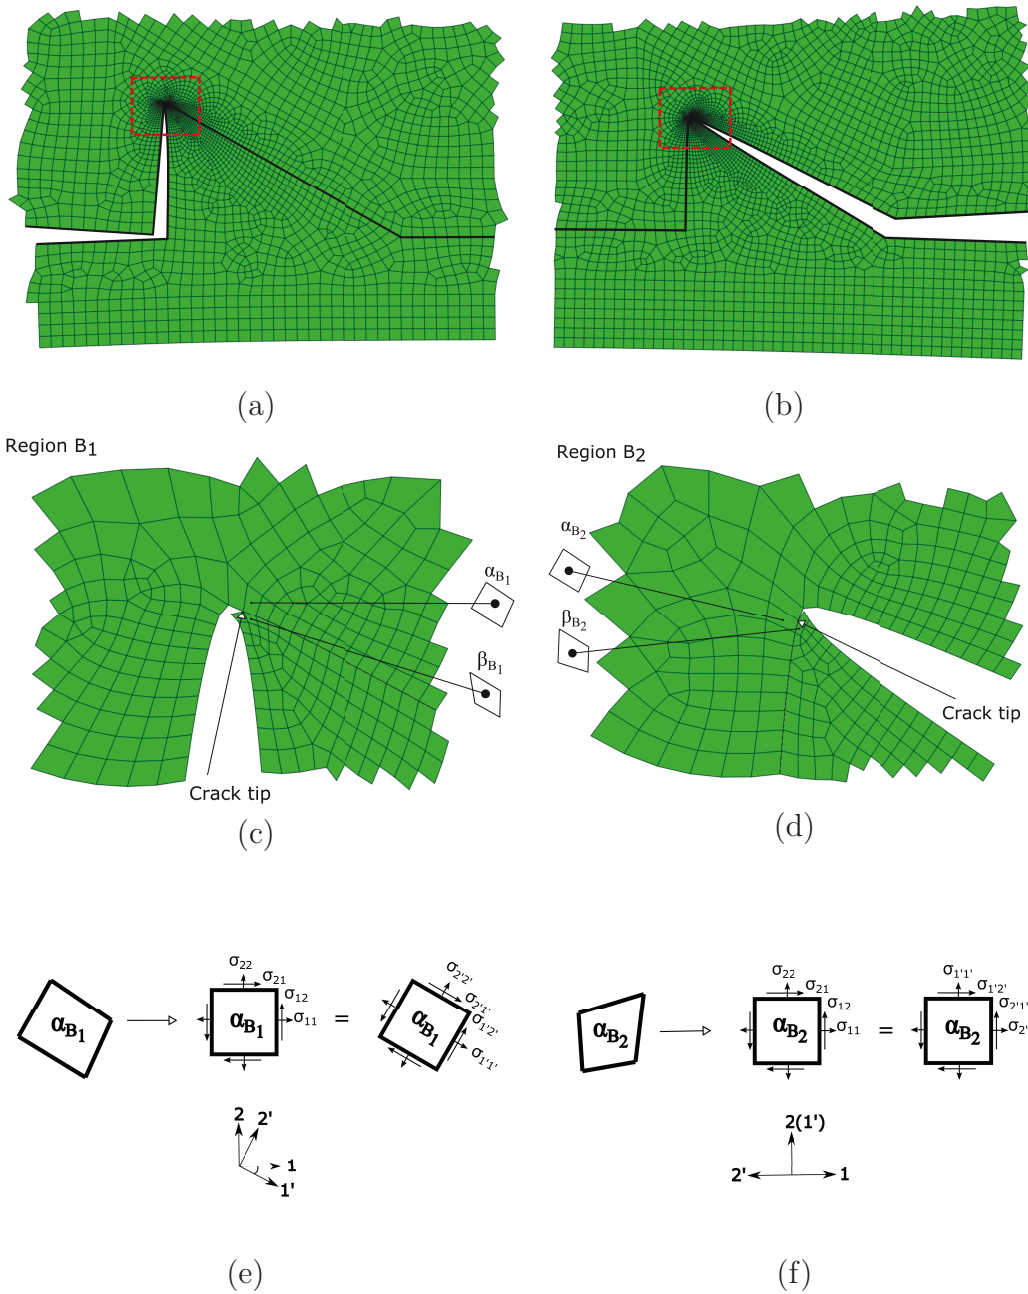 (a)
(b)
Region B1
Region B2
αB1
βB1
Crack tip
αB2
βB2
Crack tip
(c)
(d)
αB1
σ22
σ21
σ12
σ11
αB1
=
σ2'2'
σ2'1'
σ1'2'
σ1'1'
αB1
αB2
σ22
σ21
σ12
σ11
αB2
=
σ1'1'
σ1'2'
σ2'1'
σ2'
αB2
2
2'
1
1'
2(1')
2'
1
(e)
(f)